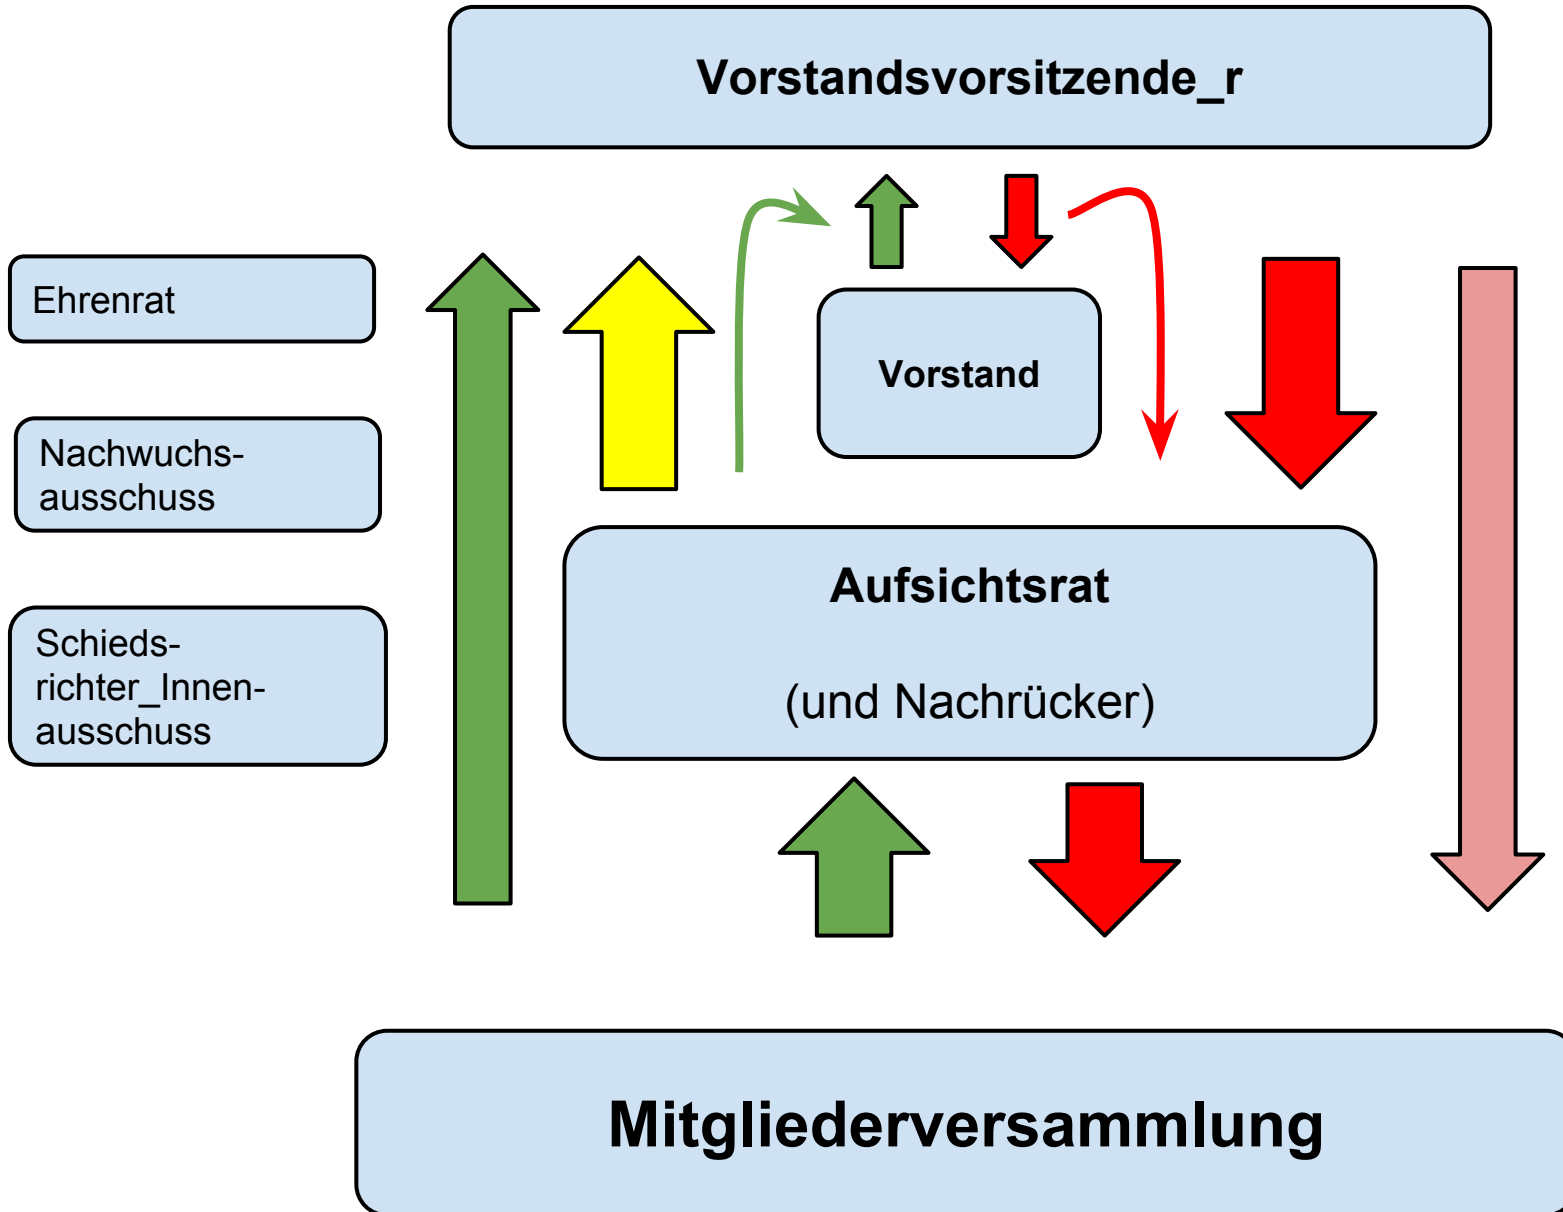 Vorstandsvorsitzende_r
Ehrenrat
Vorstand
Nachwuchs-
ausschuss
Aufsichtsrat
(und Nachrücker)
Schieds-
richter_Innen-
ausschuss
Mitgliederversammlung